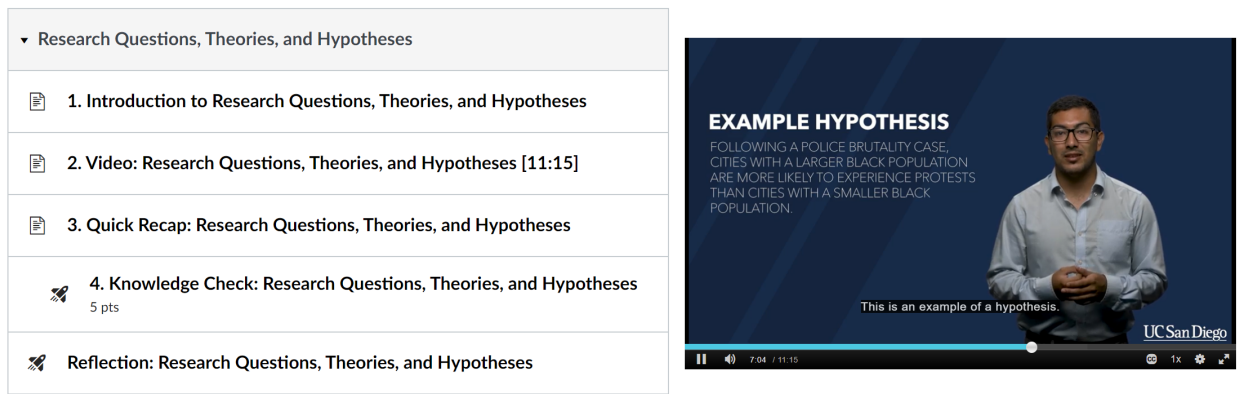 Research Questions, Theories, and Hypotheses
1. Introduction to Research Questions, Theories, and Hypotheses
2. Video: Research Questions, Theories, and Hypotheses [11:15]
3. Quick Recap: Research Questions, Theories, and Hypotheses
4. Knowledge Check: Research Questions, Theories, and Hypotheses
5 pts
Reflection: Research Questions, Theories, and Hypotheses
EXAMPLE HYPOTHESIS
FOLLOWING A POLICE BRUTALITY CASE,
CITIES WITH A LARGER BLACK POPULATION
ARE MORE LIKELY TO EXPERIENCE PROTESTS
THAN CITIES WITH A SMALLER BLACK
POPULATION.
This is an example of a hypothesis.
UC San Diego
7:04 / 11:15
CC 1x